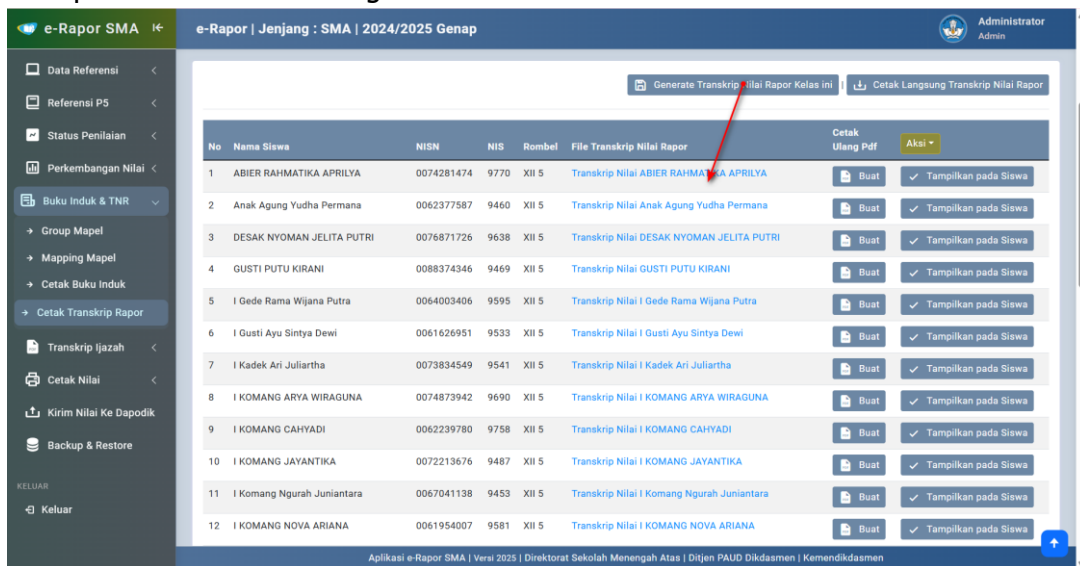 e-Rapor SMA
e-Rapor | Jenjang : SMA | 2024/2025 Genap
Administrator
Admin
Data Referensi
Referensi P5
Status Penilaian
Perkembangan Nilai
Buku Induk & TNR
Group Mapel
Mapping Mapel
Cetak Buku Induk
Cetak Transkrip Rapor
Transkrip Ijazah
Cetak Nilai
Kirim Nilai Ke Dapodik
Backup & Restore
KELUAR
Keluar
Generate Transkrip Nilai Rapor Kelas ini | Cetak Langsung Transkrip Nilai Rapor
No Nama Siswa NISN NIS Rombel File Transkrip Nilai Rapor Cetak Ulang Pdf Aksi
1 ABIER RAHMATIKA APRILYA 0074281474 9770 XII 5 Transkrip Nilai ABIER RAHMATIKA APRILYA Buat Tampilkan pada Siswa
2 Anak Agung Yudha Permana 0062377587 9460 XII 5 Transkrip Nilai Anak Agung Yudha Permana Buat Tampilkan pada Siswa
3 DESAK NYOMAN JELITA PUTRI 0076871726 9638 XII 5 Transkrip Nilai DESAK NYOMAN JELITA PUTRI Buat Tampilkan pada Siswa
4 GUSTI PUTU KIRANI 0088374346 9469 XII 5 Transkrip Nilai GUSTI PUTU KIRANI Buat Tampilkan pada Siswa
5 I Gede Rama Wijana Putra 0064003406 9595 XII 5 Transkrip Nilai I Gede Rama Wijana Putra Buat Tampilkan pada Siswa
6 I Gusti Ayu Sintya Dewi 0061626951 9533 XII 5 Transkrip Nilai I Gusti Ayu Sintya Dewi Buat Tampilkan pada Siswa
7 I Kadek Ari Juliartha 0073834549 9541 XII 5 Transkrip Nilai I Kadek Ari Juliartha Buat Tampilkan pada Siswa
8 I KOMANG ARYA WIRAGUNA 0074873942 9690 XII 5 Transkrip Nilai I KOMANG ARYA WIRAGUNA Buat Tampilkan pada Siswa
9 I KOMANG CAHYADI 0062239780 9758 XII 5 Transkrip Nilai I KOMANG CAHYADI Buat Tampilkan pada Siswa
10 I KOMANG JAYANTIKA 0072213676 9487 XII 5 Transkrip Nilai I KOMANG JAYANTIKA Buat Tampilkan pada Siswa
11 I Komang Ngurah Juniantara 0067041138 9453 XII 5 Transkrip Nilai I Komang Ngurah Juniantara Buat Tampilkan pada Siswa
12 I KOMANG NOVA ARIANA 0061954007 9581 XII 5 Transkrip Nilai I KOMANG NOVA ARIANA Buat Tampilkan pada Siswa
Aplikasi e-Rapor SMA | Versi 2025 | Direktorat Sekolah Menengah Atas | Ditjen PAUD Dikdasmen | Kemendikdasmen